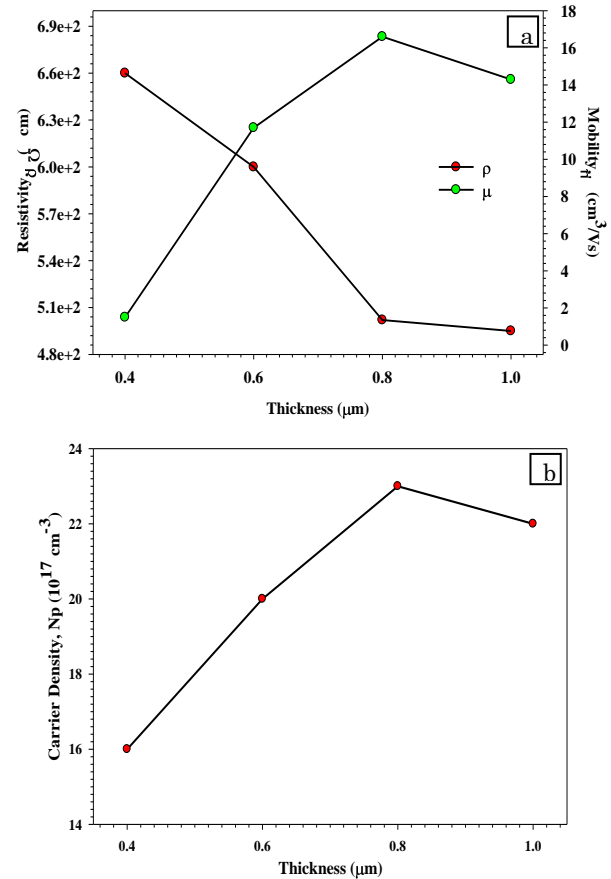 a
6.9e+2
6.6e+2
6.3e+2
6.0e+2
5.7e+2
5.4e+2
5.1e+2
4.8e+2
Resistivity ρ ( Ω cm)
18
16
14
12
10
8
6
4
2
0
Mobility (cm³/Vs)
ρ
μ
0.4 0.6 0.8 1.0
Thickness (μm)
b
24
22
20
18
16
14
Carrier Density, Np (10¹⁷ cm⁻³)
0.4 0.6 0.8 1.0
Thickness (μm)